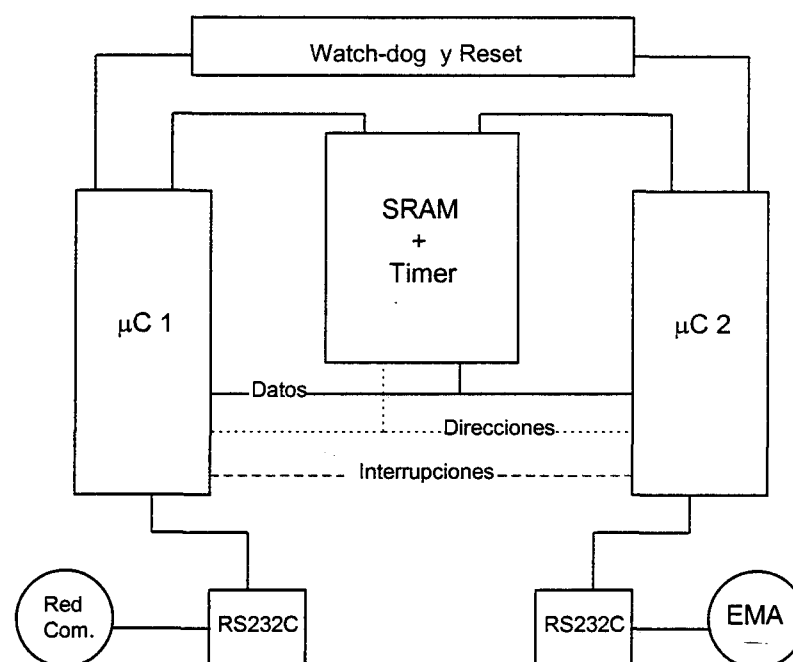 Watch-dog y Reset
SRAM
+
Timer
μC 1
μC 2
Datos
Direcciones
Interrupciones
Red
Com.
RS232C
RS232C
EMA